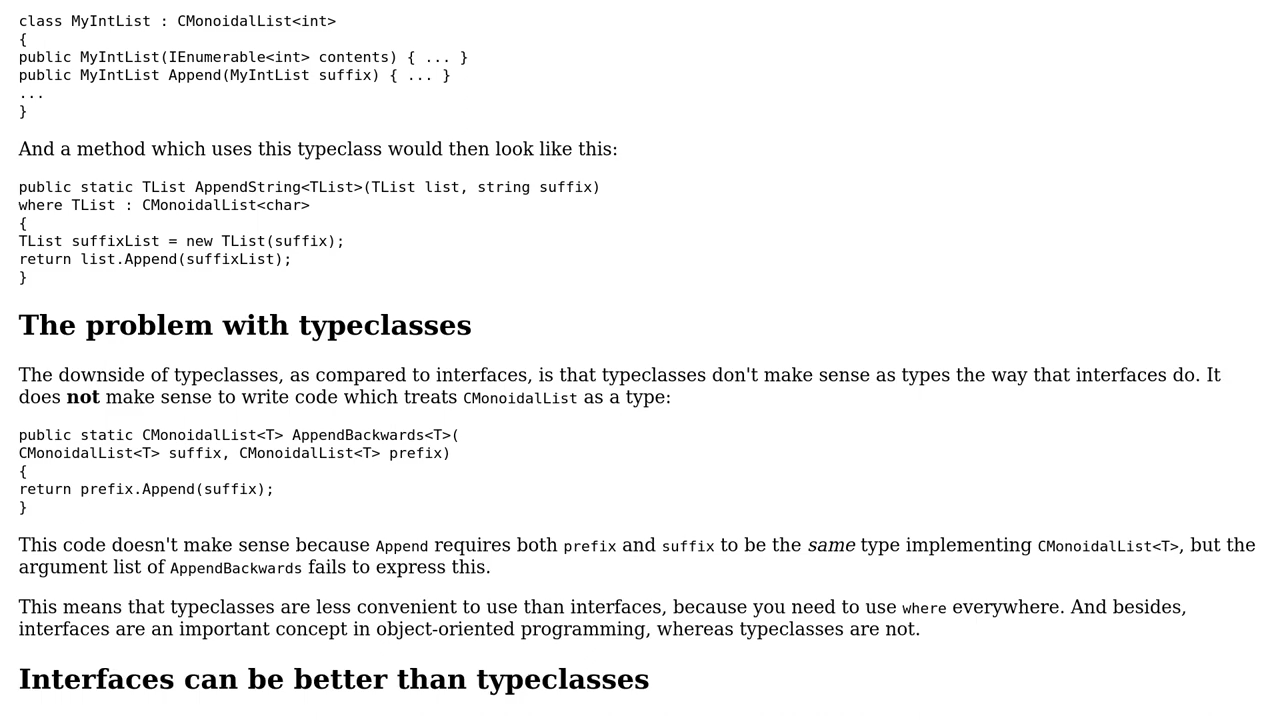 class MyIntList : CMonoidalList<int>
{
public MyIntList(IEnumerable<int> contents) { ... }
public MyIntList Append(MyIntList suffix) { ... }
...
}
And a method which uses this typeclass would then look like this:
public static TList AppendString<TList>(TList list, string suffix)
where TList : CMonoidalList<char>
{
TList suffixList = new TList(suffix);
return list.Append(suffixList);
}
The problem with typeclasses
The downside of typeclasses, as compared to interfaces, is that typeclasses don't make sense as types the way that interfaces do. It
does not make sense to write code which treats CMonoidalList as a type:
public static CMonoidalList<T> AppendBackwards<T>(
CMonoidalList<T> suffix, CMonoidalList<T> prefix)
{
return prefix.Append(suffix);
}
This code doesn't make sense because Append requires both prefix and suffix to be the same type implementing CMonoidalList<T>, but the
argument list of AppendBackwards fails to express this.
This means that typeclasses are less convenient to use than interfaces, because you need to use where everywhere. And besides,
interfaces are an important concept in object-oriented programming, whereas typeclasses are not.
Interfaces can be better than typeclasses